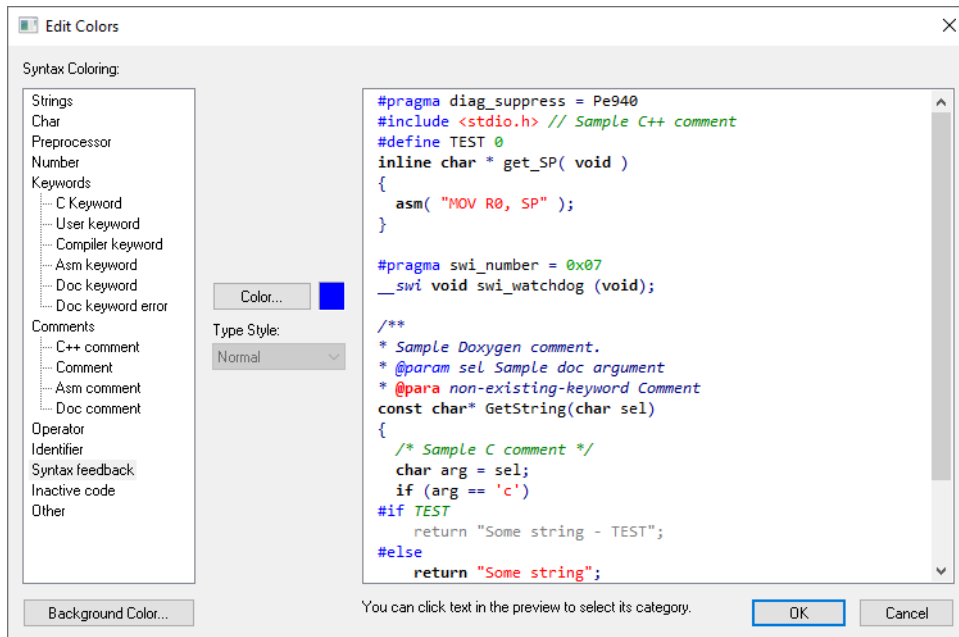 Edit Colors
Syntax Coloring:
Strings
Char
Preprocessor
Number
Keywords
C Keyword
User keyword
Compiler keyword
Asm keyword
Doc keyword
Doc keyword error
Comments
C++ comment
Comment
Asm comment
Doc comment
Operator
Identifier
Syntax feedback
Inactive code
Other
Color...
Type Style:
Normal
#pragma diag_suppress = Pe940
#include <stdio.h> // Sample C++ comment
#define TEST 0
inline char * get_SP( void )
{
  asm( "MOV R0, SP" );
}
#pragma swi_number = 0x07
__swi void swi_watchdog (void);
/**
* Sample Doxygen comment.
* @param sel Sample doc argument
* @para non-existing-keyword Comment
const char* GetString(char sel)
{
  /* Sample C comment */
  char arg = sel;
  if (arg == 'c')
#if TEST
    return "Some string - TEST";
#else
    return "Some string";
Background Color...
You can click text in the preview to select its category.
OK
Cancel